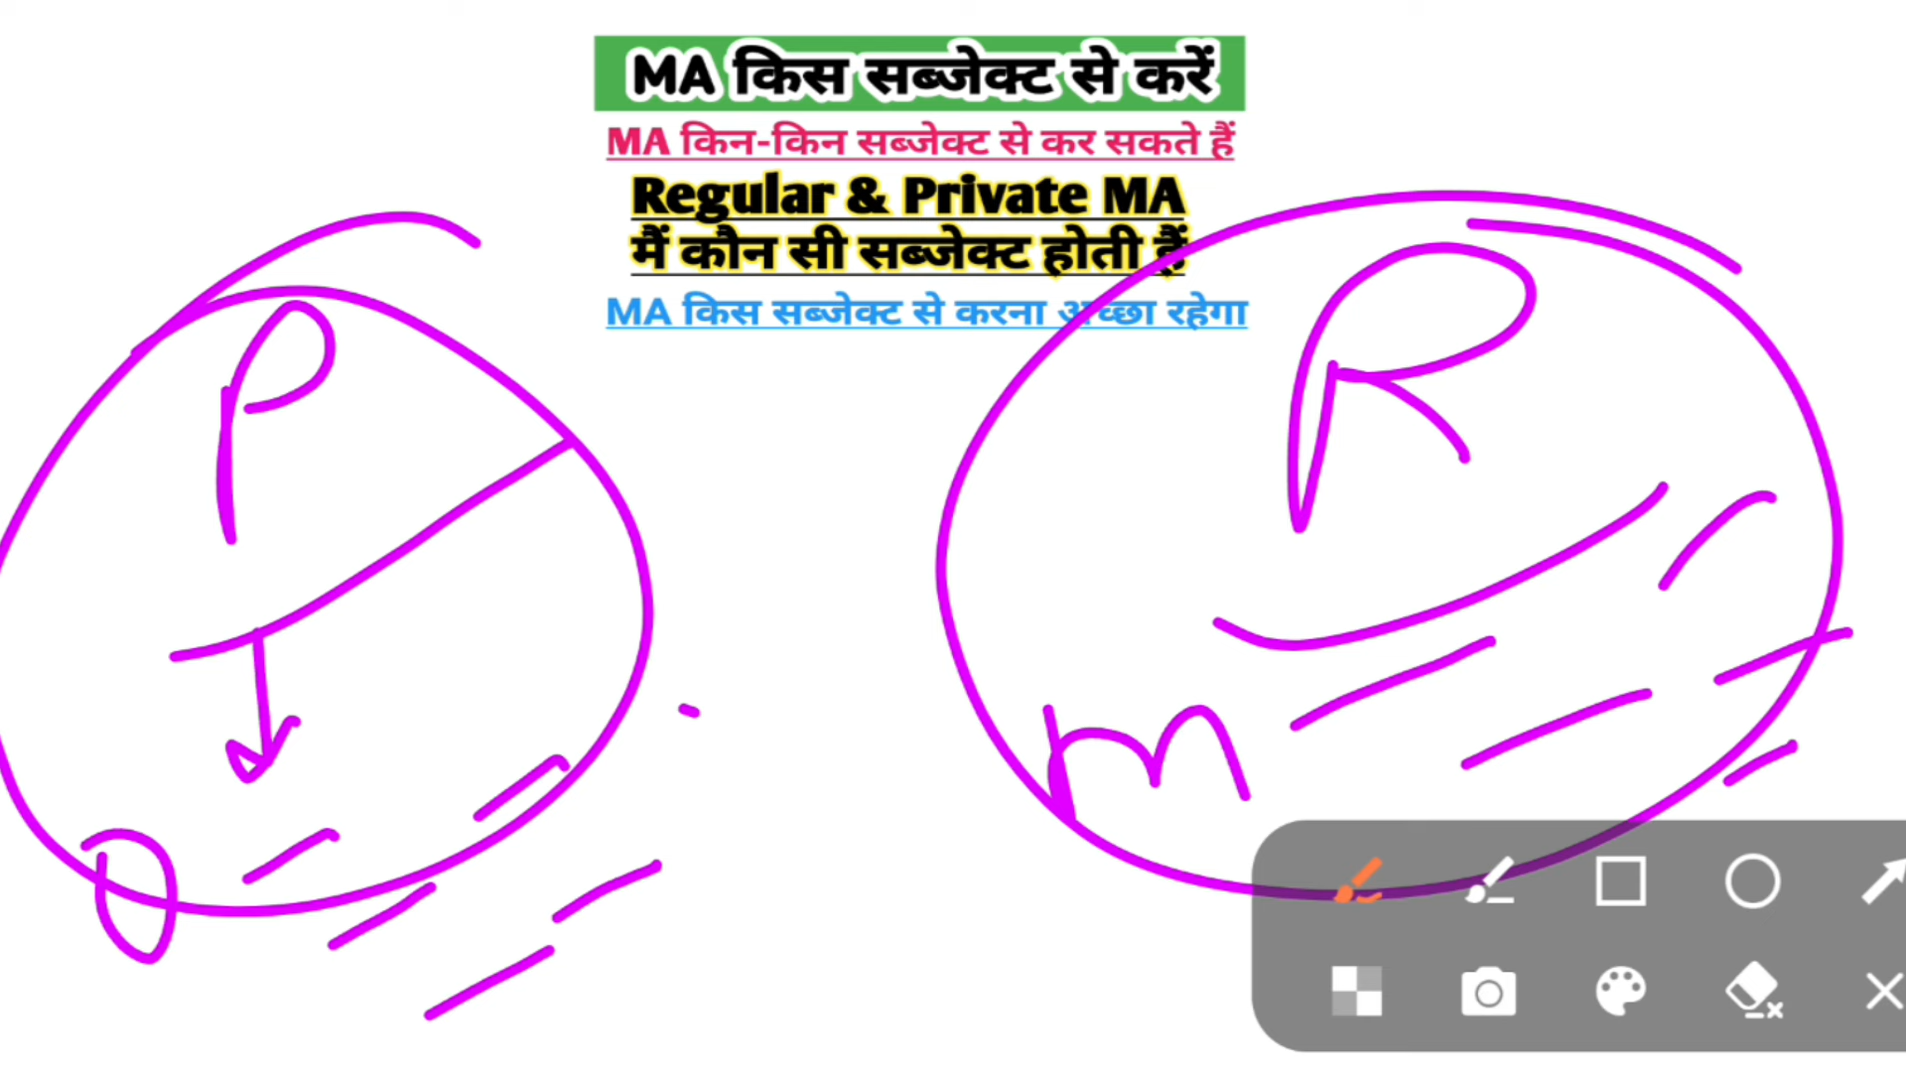 MA किस सब्जेक्ट से करें
MA किन-किन सब्जेक्ट से कर सकते हैं
Regular & Private MA
मैं कौन सी सब्जेक्ट होती हैं
MA किस सब्जेक्ट से करना अच्छा रहेगा
P
R
m